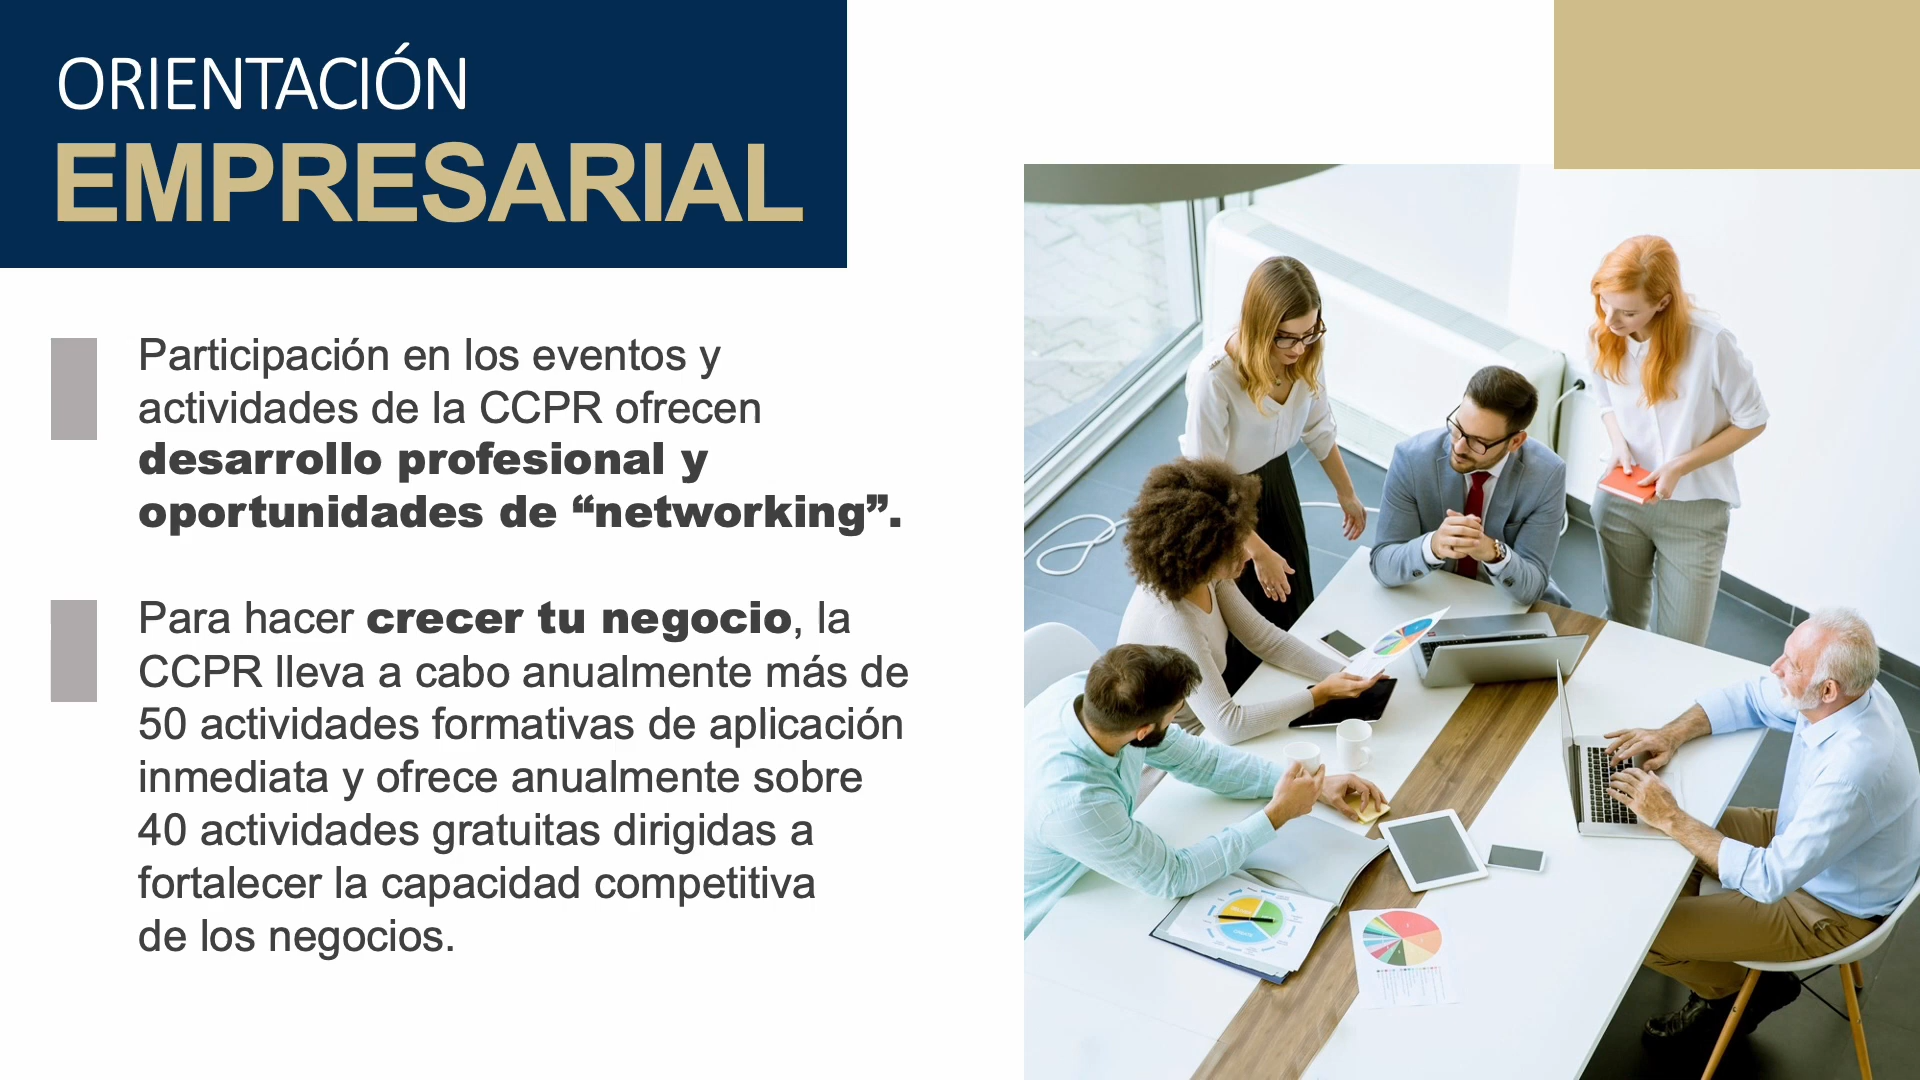 ORIENTACIÓN
EMPRESARIAL
Participación en los eventos y
actividades de la CCPR ofrecen
desarrollo profesional y
oportunidades de “networking”.
Para hacer crecer tu negocio, la
CCPR lleva a cabo anualmente más de
50 actividades formativas de aplicación
inmediata y ofrece anualmente sobre
40 actividades gratuitas dirigidas a
fortalecer la capacidad competitiva
de los negocios.